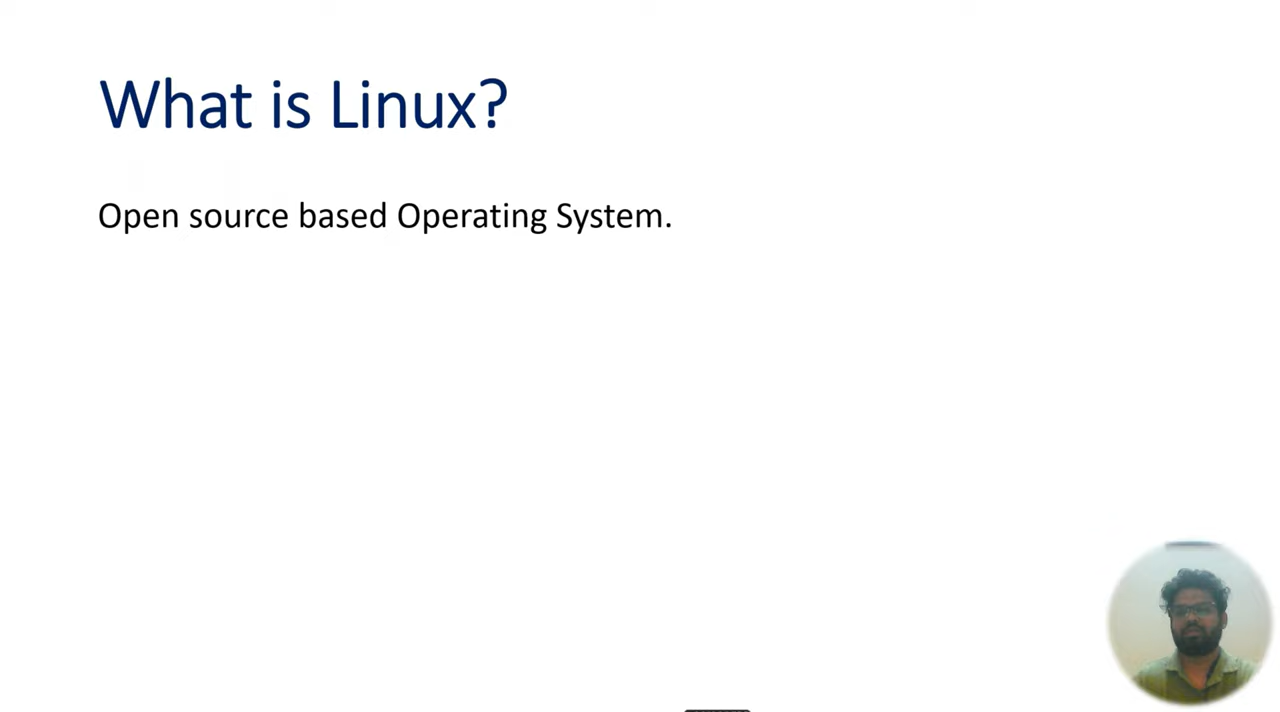 What is Linux?
Open source based Operating System.